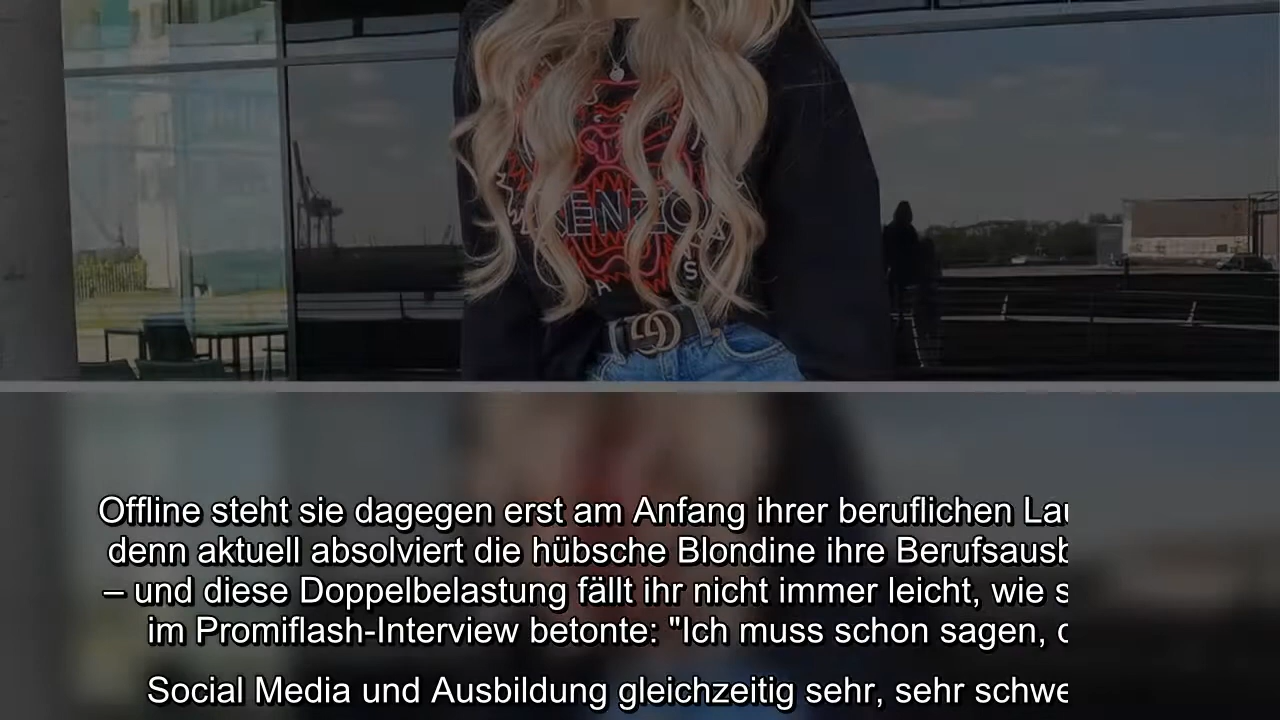 KENZO
PA S
Offline steht sie dagegen erst am Anfang ihrer beruflichen
denn aktuell absolviert die hübsche Blondine ihre
– und diese Doppelbelastung fällt ihr nicht immer leicht, wie
im Promiflash-Interview betonte: "Ich muss schon sagen,
Social Media und Ausbildung gleichzeitig sehr, sehr